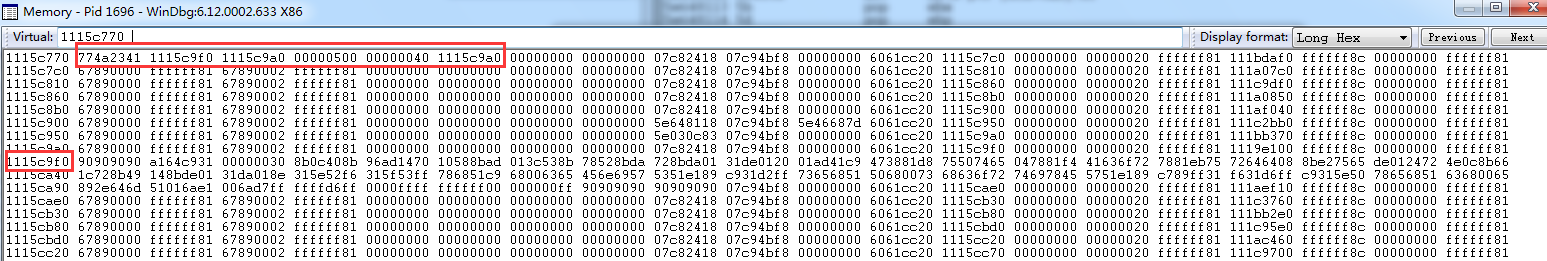 Memory - Pid 1696 - WinDbg:6.12.0002.633 X86
Virtual: 1115c770 Display format: Long Hex Previous Next
1115c770 774a2341 1115c9f0 1115c9a0 00000500 00000040 1115c9a0 00000000 00000000 07c82418 07c94bf8 00000000 6061cc20 1115c7c0 00000000 00000020 ffffff81 111bdaf0 ffffff8c 00000000 ffffff81
1115c7c0 67890000 ffffff81 67890002 ffffff81 00000000 00000000 00000000 00000000 07c82418 07c94bf8 00000000 6061cc20 1115c810 00000000 00000020 ffffff81 111a07c0 ffffff8c 00000000 ffffff81
1115c810 67890000 ffffff81 67890002 ffffff81 00000000 00000000 00000000 00000000 07c82418 07c94bf8 00000000 6061cc20 1115c860 00000000 00000020 ffffff81 111c9df0 ffffff8c 00000000 ffffff81
1115c860 67890000 ffffff81 67890002 ffffff81 00000000 00000000 00000000 00000000 07c82418 07c94bf8 00000000 6061cc20 1115c8b0 00000000 00000020 ffffff81 111a0850 ffffff8c 00000000 ffffff81
1115c8b0 67890000 ffffff81 67890002 ffffff81 00000000 00000000 00000000 00000000 07c82418 07c94bf8 00000000 6061cc20 1115c900 00000000 00000020 ffffff81 111af040 ffffff8c 00000000 ffffff81
1115c900 67890000 ffffff81 67890002 ffffff81 00000000 00000000 00000000 00000000 5e648118 07c94bf8 5e46687d 6061cc20 1115c950 00000000 00000020 ffffff81 111c2bb0 ffffff8c 00000000 ffffff81
1115c950 67890000 ffffff81 67890002 ffffff81 00000000 00000000 00000000 00000000 5e030c83 07c94bf8 00000000 6061cc20 1115c9a0 00000000 00000020 ffffff81 111bb370 ffffff8c 00000000 ffffff81
1115c9a0 67890000 ffffff81 67890002 ffffff81 00000000 00000000 00000000 00000000 07c82418 07c94bf8 00000000 6061cc20 1115c9f0 00000000 00000020 ffffff81 1119e100 ffffff8c 00000000 ffffff81
1115c9f0 90909090 a164c931 00000030 8b0c408b 96ad1470 10588bad 013c538b 78528bda 728bda01 31de0120 01ad41c9 473881d8 75507465 047881f4 41636f72 7881eb75 72646408 8be27565 de012472 4e0c8b66
1115ca40 1c728b49 148bde01 31da018e 315e52f6 315f53ff 786851c9 68006365 456e6957 5351e189 c931d2ff 73656851 50680073 68636f72 74697845 5751e189 c789ff31 f631d6ff c9315e50 78656851 63680065
1115ca90 892e646d 51016ae1 006ad7ff ffffd6ff 0000ffff ffffff00 000000ff 90909090 90909090 07c94bf8 00000000 6061cc20 1115cae0 00000000 00000020 ffffff81 111aef10 ffffff8c 00000000 ffffff81
1115cae0 67890000 ffffff81 67890002 ffffff81 00000000 00000000 00000000 00000000 07c82418 07c94bf8 00000000 6061cc20 1115cb30 00000000 00000020 ffffff81 111c3760 ffffff8c 00000000 ffffff81
1115cb30 67890000 ffffff81 67890002 ffffff81 00000000 00000000 00000000 00000000 07c82418 07c94bf8 00000000 6061cc20 1115cb80 00000000 00000020 ffffff81 111bb2e0 ffffff8c 00000000 ffffff81
1115cb80 67890000 ffffff81 67890002 ffffff81 00000000 00000000 00000000 00000000 07c82418 07c94bf8 00000000 6061cc20 1115cbd0 00000000 00000020 ffffff81 111c95e0 ffffff8c 00000000 ffffff81
1115cbd0 67890000 ffffff81 67890002 ffffff81 00000000 00000000 00000000 00000000 07c82418 07c94bf8 00000000 6061cc20 1115cc20 00000000 00000020 ffffff81 111ac460 ffffff8c 00000000 ffffff81
1115cc20 67890000 ffffff81 67890002 ffffff81 00000000 00000000 00000000 00000000 07c82418 07c94bf8 00000000 6061cc20 1115cc70 00000000 00000020 ffffff81 111c9700 ffffff8c 00000000 ffffff81